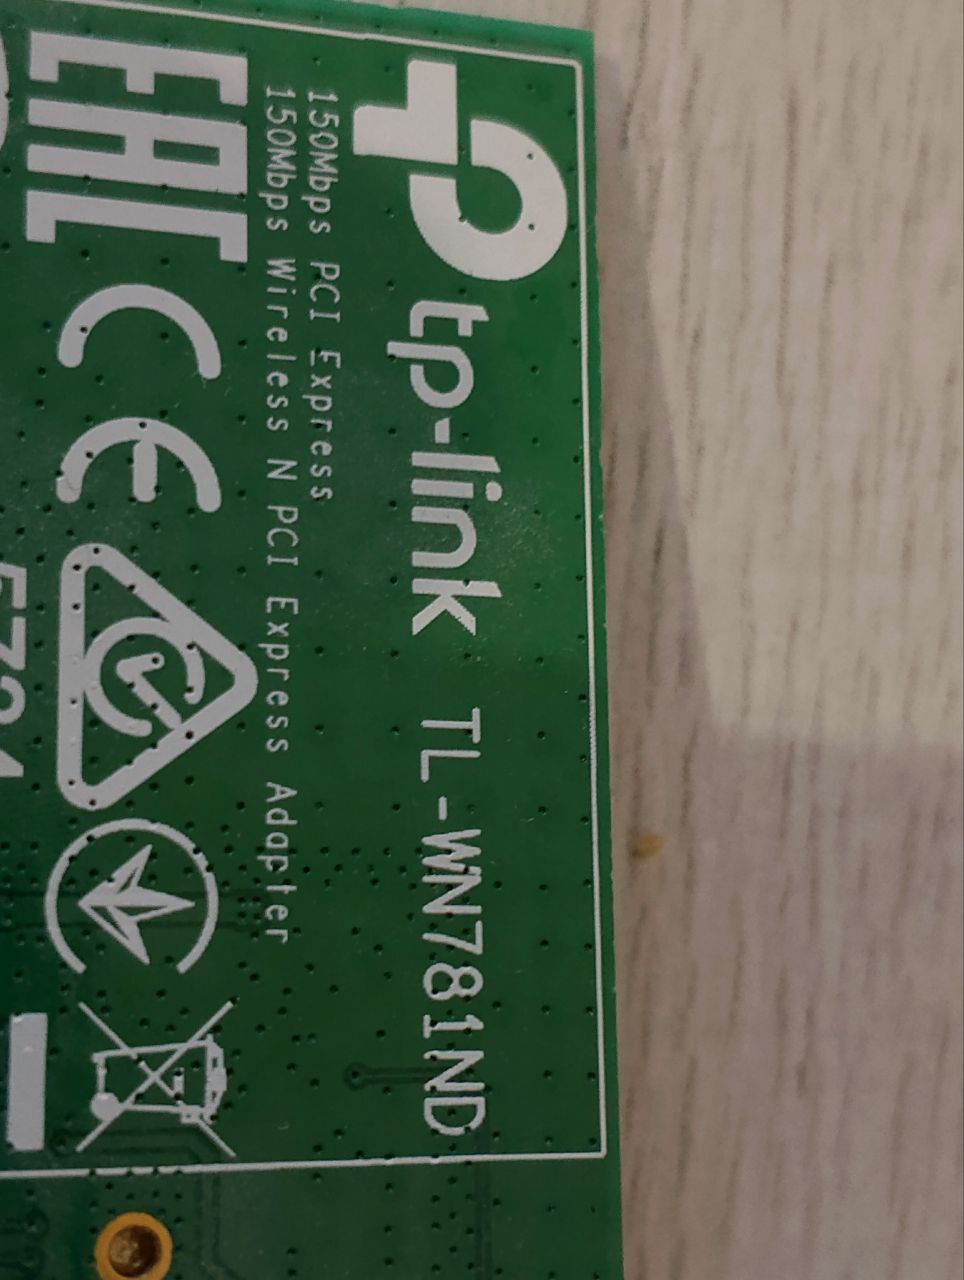 tp-link TL-WN781ND
150Mbps PCI Express
150Mbps Wireless N PCI Express Adapter
EAC CE